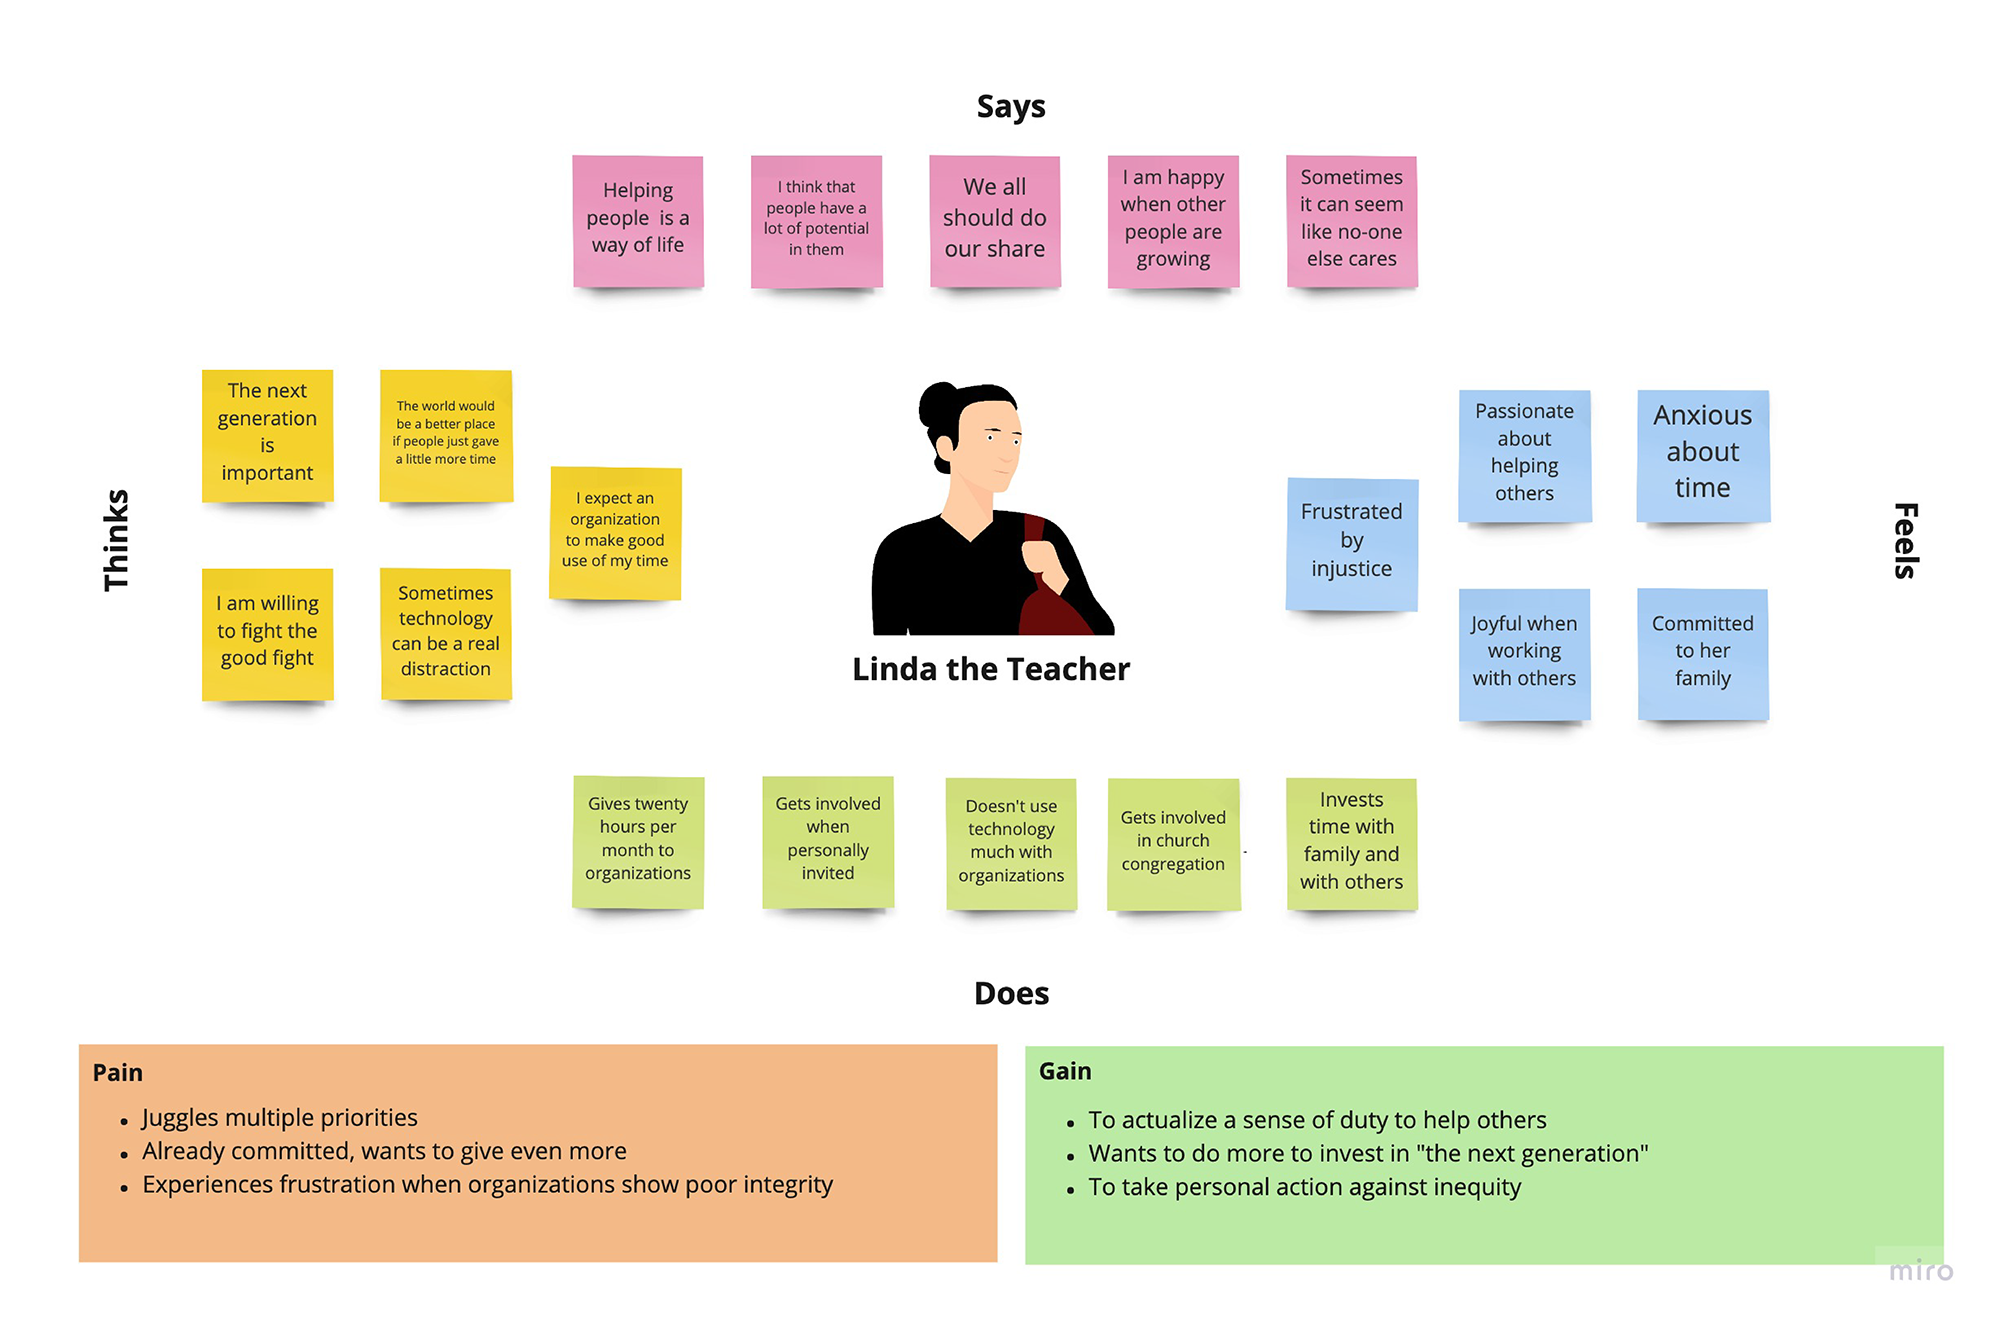 Says
Helping
people is a
way of life
I think that
people have a
lot of potential
in them
We all
should do
our share
I am happy
when other
people are
growing
Sometimes
it can seem
like no-one
else cares
Thinks
The next
generation
is
important
The world would
be a better place
if people just gave
a little more time
I expect an
organization
to make good
use of my time
I am willing
to fight the
good fight
Sometimes
technology
can be a real
distraction
Linda the Teacher
Feels
Frustrated
by
injustice
Passionate
about
helping
others
Anxious
about
time
Joyful when
working
with others
Committed
to her
family
Gives twenty
hours per
month to
organizations
Gets involved
when
personally
invited
Doesn't use
technology
much with
organizations
Gets involved
in church
congregation
-
Invests
time with
family and
with others
Does
Pain
• Juggles multiple priorities
• Already committed, wants to give even more
• Experiences frustration when organizations show poor integrity
Gain
• To actualize a sense of duty to help others
• Wants to do more to invest in "the next generation"
• To take personal action against inequity
miro